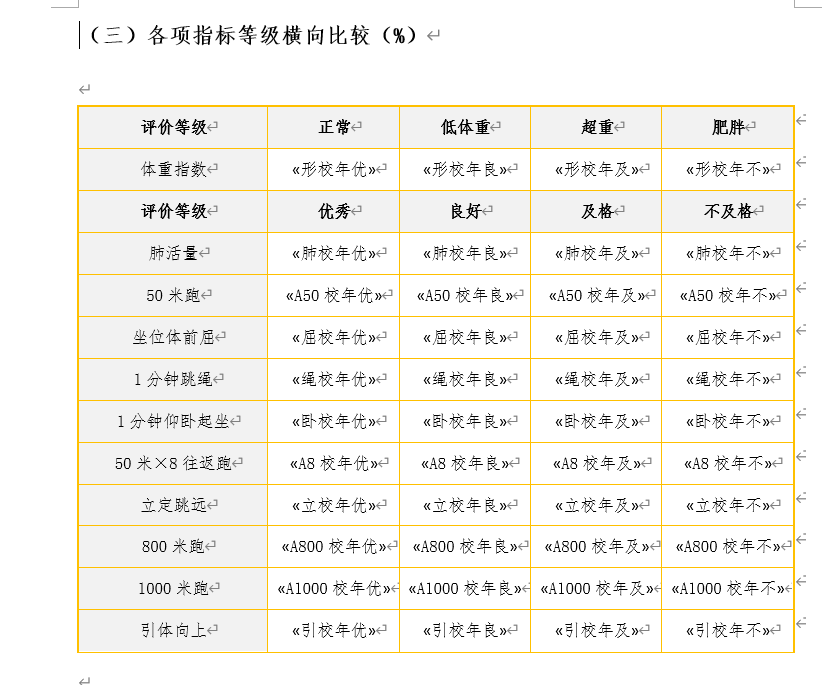 （三）各项指标等级横向比较（%）
评价等级 正常 低体重 超重 肥胖
体重指数 «形校年优» «形校年良» «形校年及» «形校年不»
评价等级 优秀 良好 及格 不及格
肺活量 «肺校年优» «肺校年良» «肺校年及» «肺校年不»
50 米跑 «A50 校年优» «A50 校年良» «A50 校年及» «A50 校年不»
坐位体前屈 «屈校年优» «屈校年良» «屈校年及» «屈校年不»
1 分钟跳绳 «绳校年优» «绳校年良» «绳校年及» «绳校年不»
1 分钟仰卧起坐 «卧校年优» «卧校年良» «卧校年及» «卧校年不»
50 米×8 往返跑 «A8 校年优» «A8 校年良» «A8 校年及» «A8 校年不»
立定跳远 «立校年优» «立校年良» «立校年及» «立校年不»
800 米跑 «A800 校年优» «A800 校年良» «A800 校年及» «A800 校年不»
1000 米跑 «A1000 校年优» «A1000 校年良» «A1000 校年及» «A1000 校年不»
引体向上 «引校年优» «引校年良» «引校年及» «引校年不»